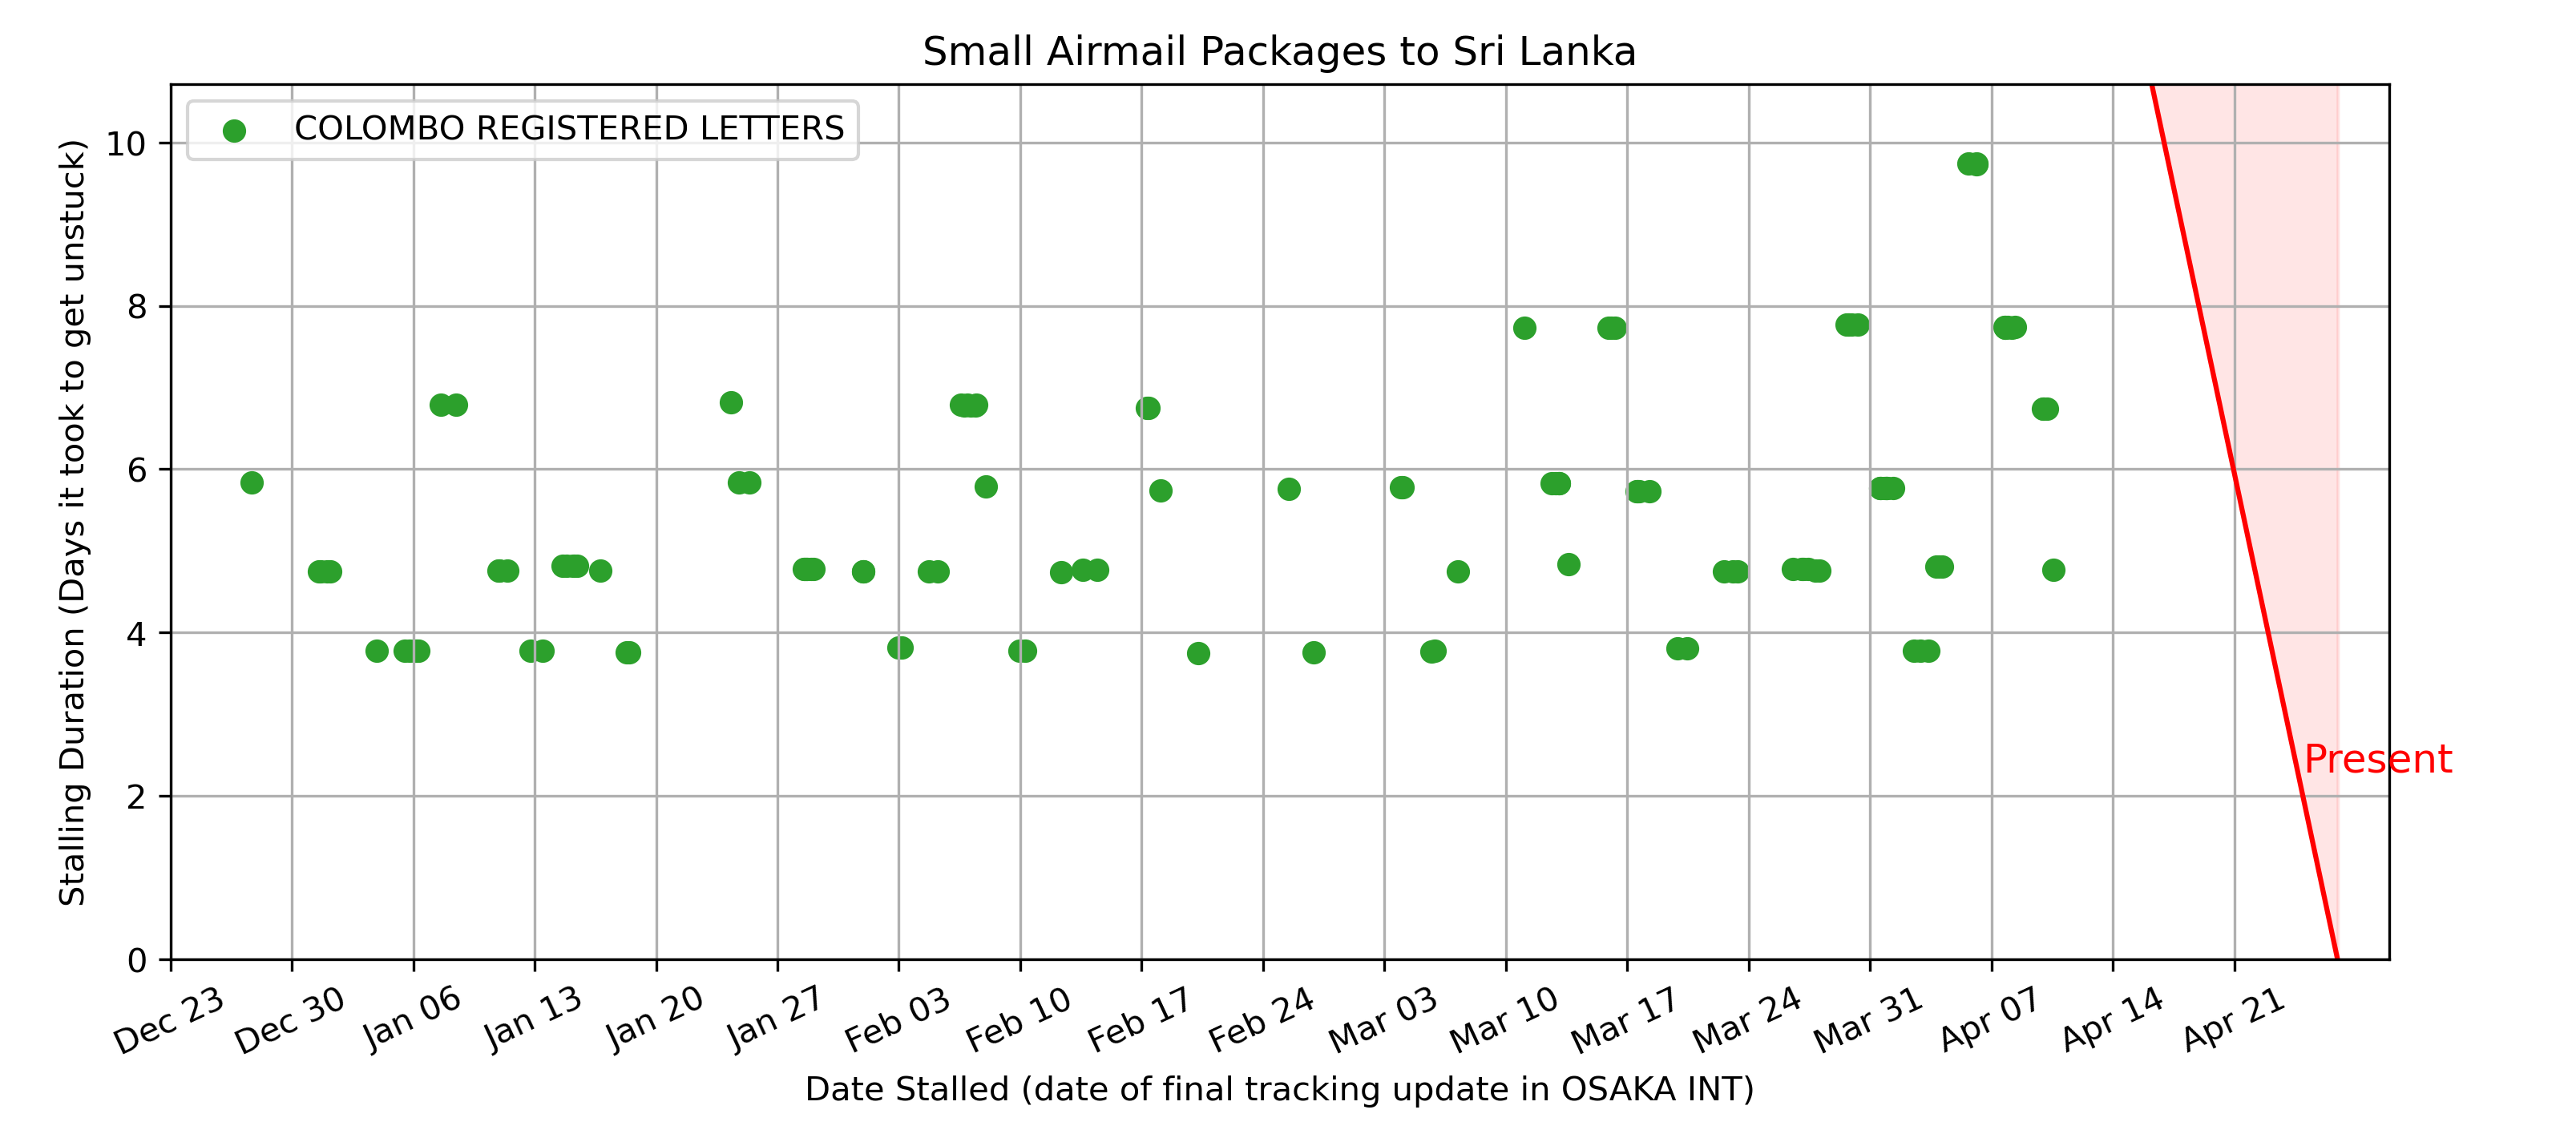 Small Airmail Packages to Sri Lanka
COLOMBO REGISTERED LETTERS
Stalling Duration (Days it took to get unstuck)
10
8
6
4
2
0
Present
Dec 23
Dec 30
Jan 06
Jan 13
Jan 20
Jan 27
Feb 03
Feb 10
Feb 17
Feb 24
Mar 03
Mar 10
Mar 17
Mar 24
Mar 31
Apr 07
Apr 14
Apr 21
Date Stalled (date of final tracking update in OSAKA INT)